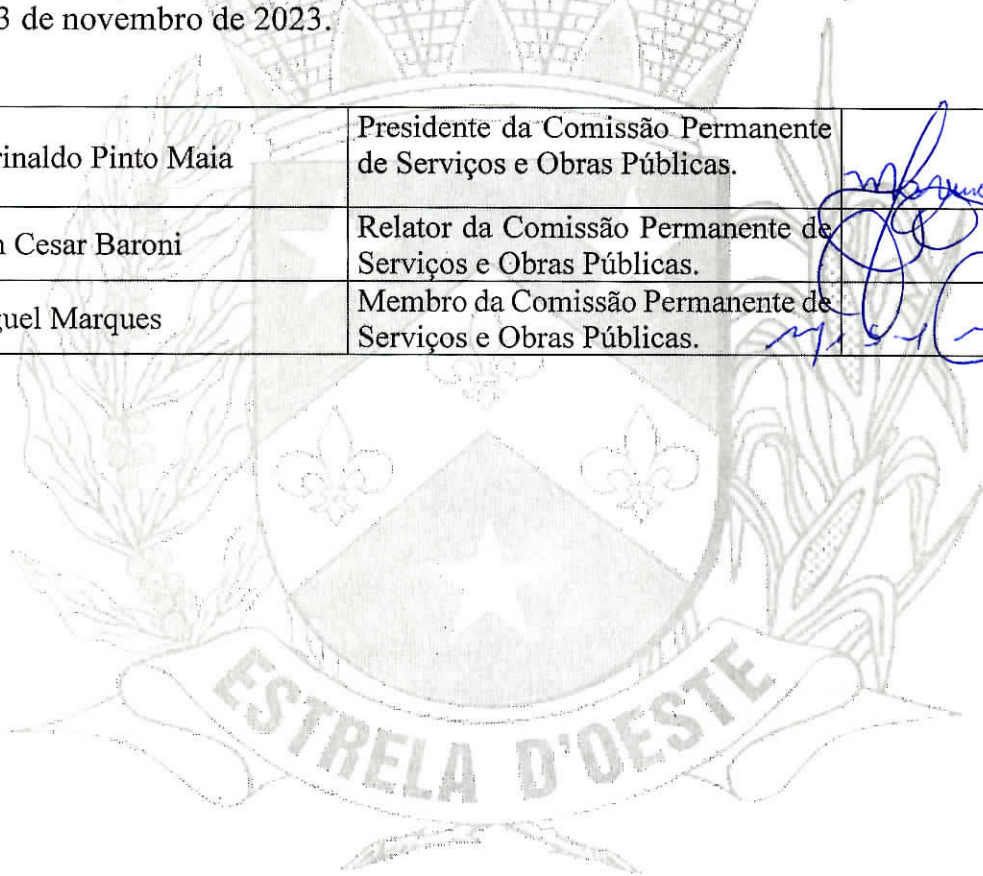 3 de novembro de 2023.
rinaldo Pinto Maia
Presidente da Comissão Permanente
de Serviços e Obras Públicas.
n Cesar Baroni
Relator da Comissão Permanente de
Serviços e Obras Públicas.
guel Marques
Membro da Comissão Permanente de
Serviços e Obras Públicas.
ESTRELA D'OESTE